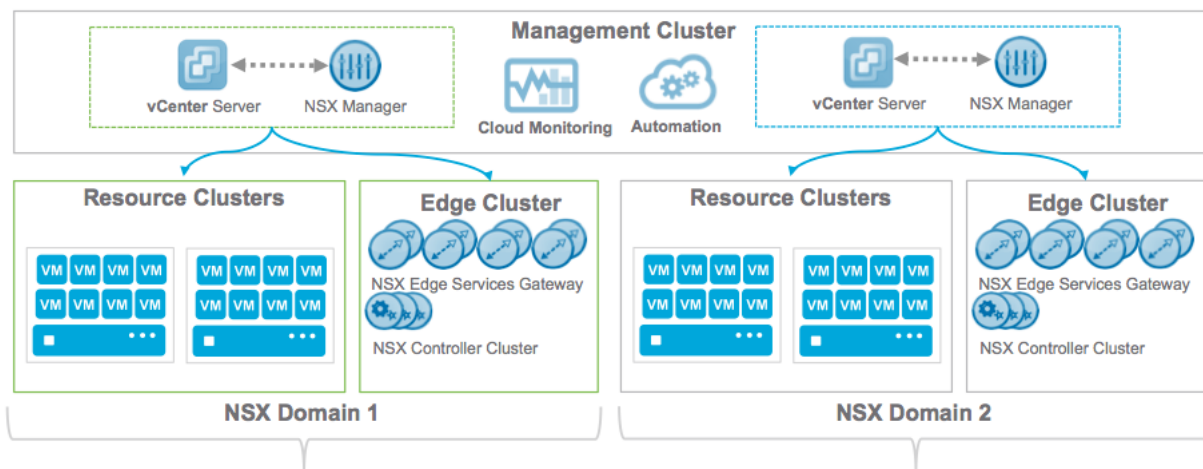 Management Cluster
vCenter Server
NSX Manager
Cloud Monitoring
Automation
vCenter Server
NSX Manager
Resource Clusters
VM VM VM VM
VM VM VM VM
VM VM VM VM
VM VM VM VM
Edge Cluster
NSX Edge Services Gateway
NSX Controller Cluster
Resource Clusters
VM VM VM VM
VM VM VM VM
VM VM VM VM
VM VM VM VM
Edge Cluster
NSX Edge Services Gateway
NSX Controller Cluster
NSX Domain 1
NSX Domain 2